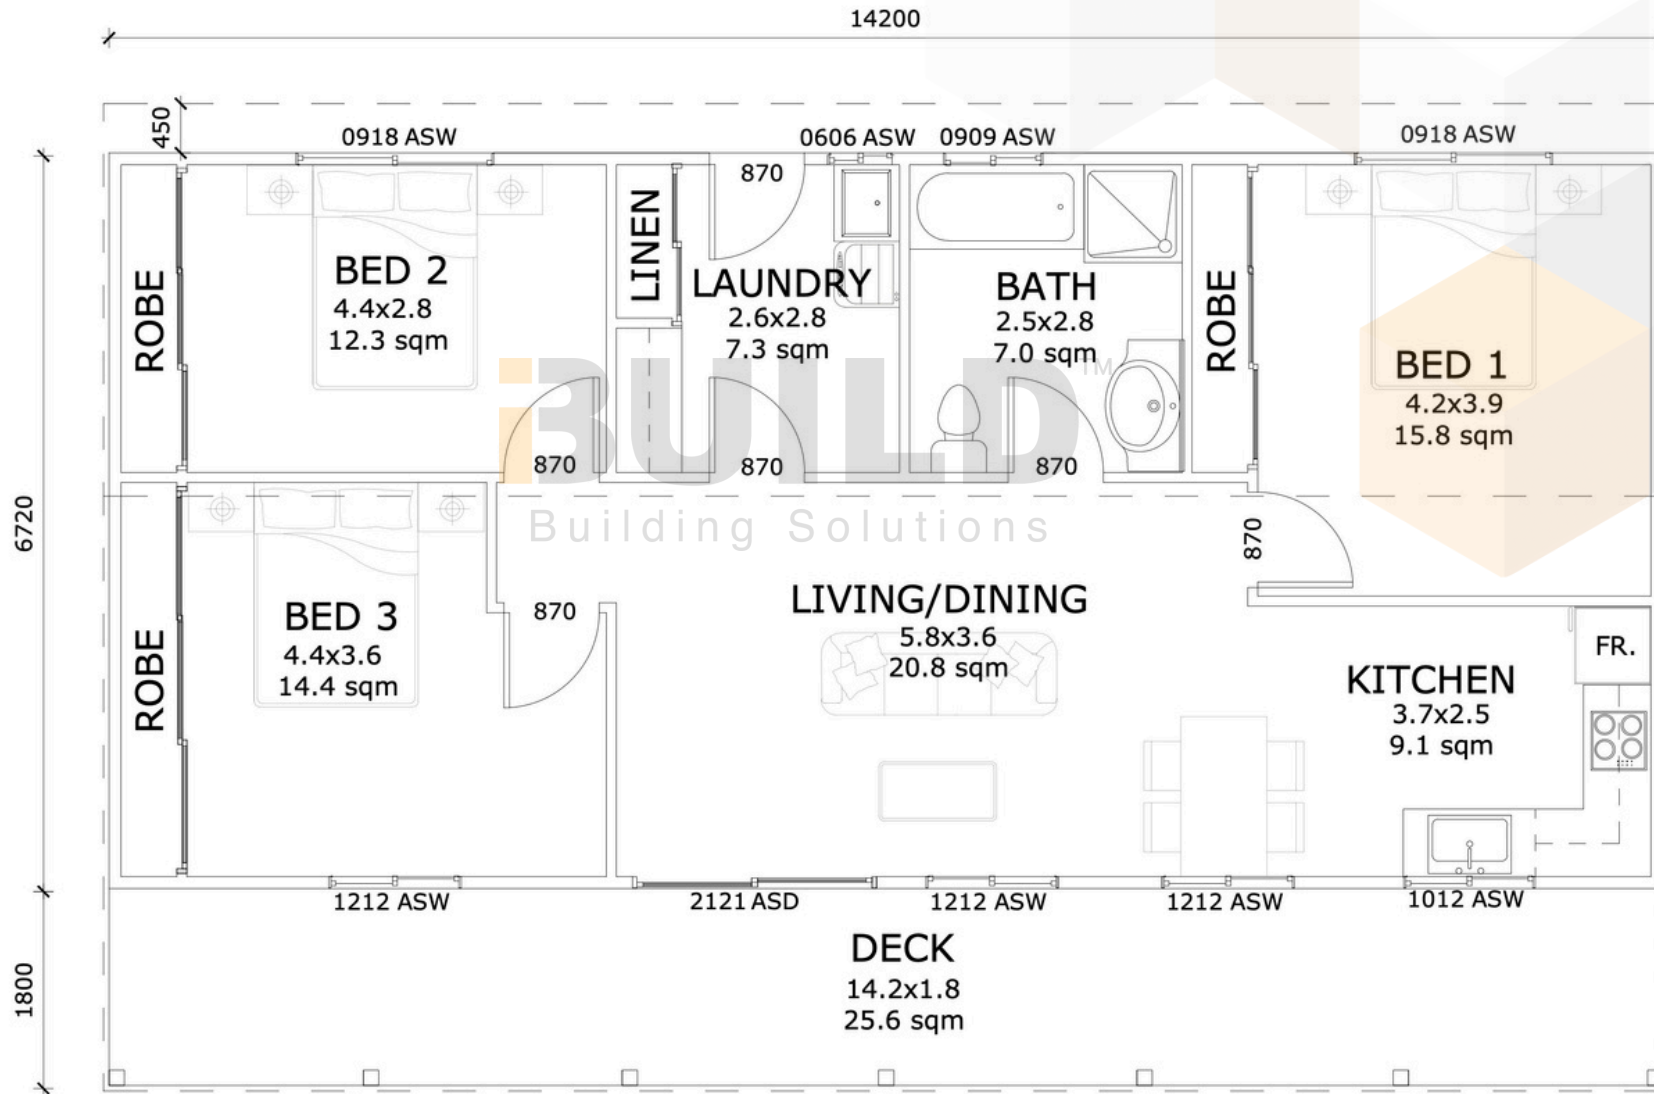 14200
450
0918 ASW
0606 ASW
0909 ASW
0918 ASW
870
ROBE
BED 2
4.4x2.8
12.3 sqm
LINEN
LAUNDRY
2.6x2.8
7.3 sqm
BATH
2.5x2.8
7.0 sqm
ROBE
BED 1
4.2x3.9
15.8 sqm
iBUILD™
Building Solutions
870
870
870
870
6720
ROBE
BED 3
4.4x3.6
14.4 sqm
870
LIVING/DINING
5.8x3.6
20.8 sqm
KITCHEN
3.7x2.5
9.1 sqm
FR.
1212 ASW
2121 ASD
1212 ASW
1212 ASW
1012 ASW
1800
DECK
14.2x1.8
25.6 sqm